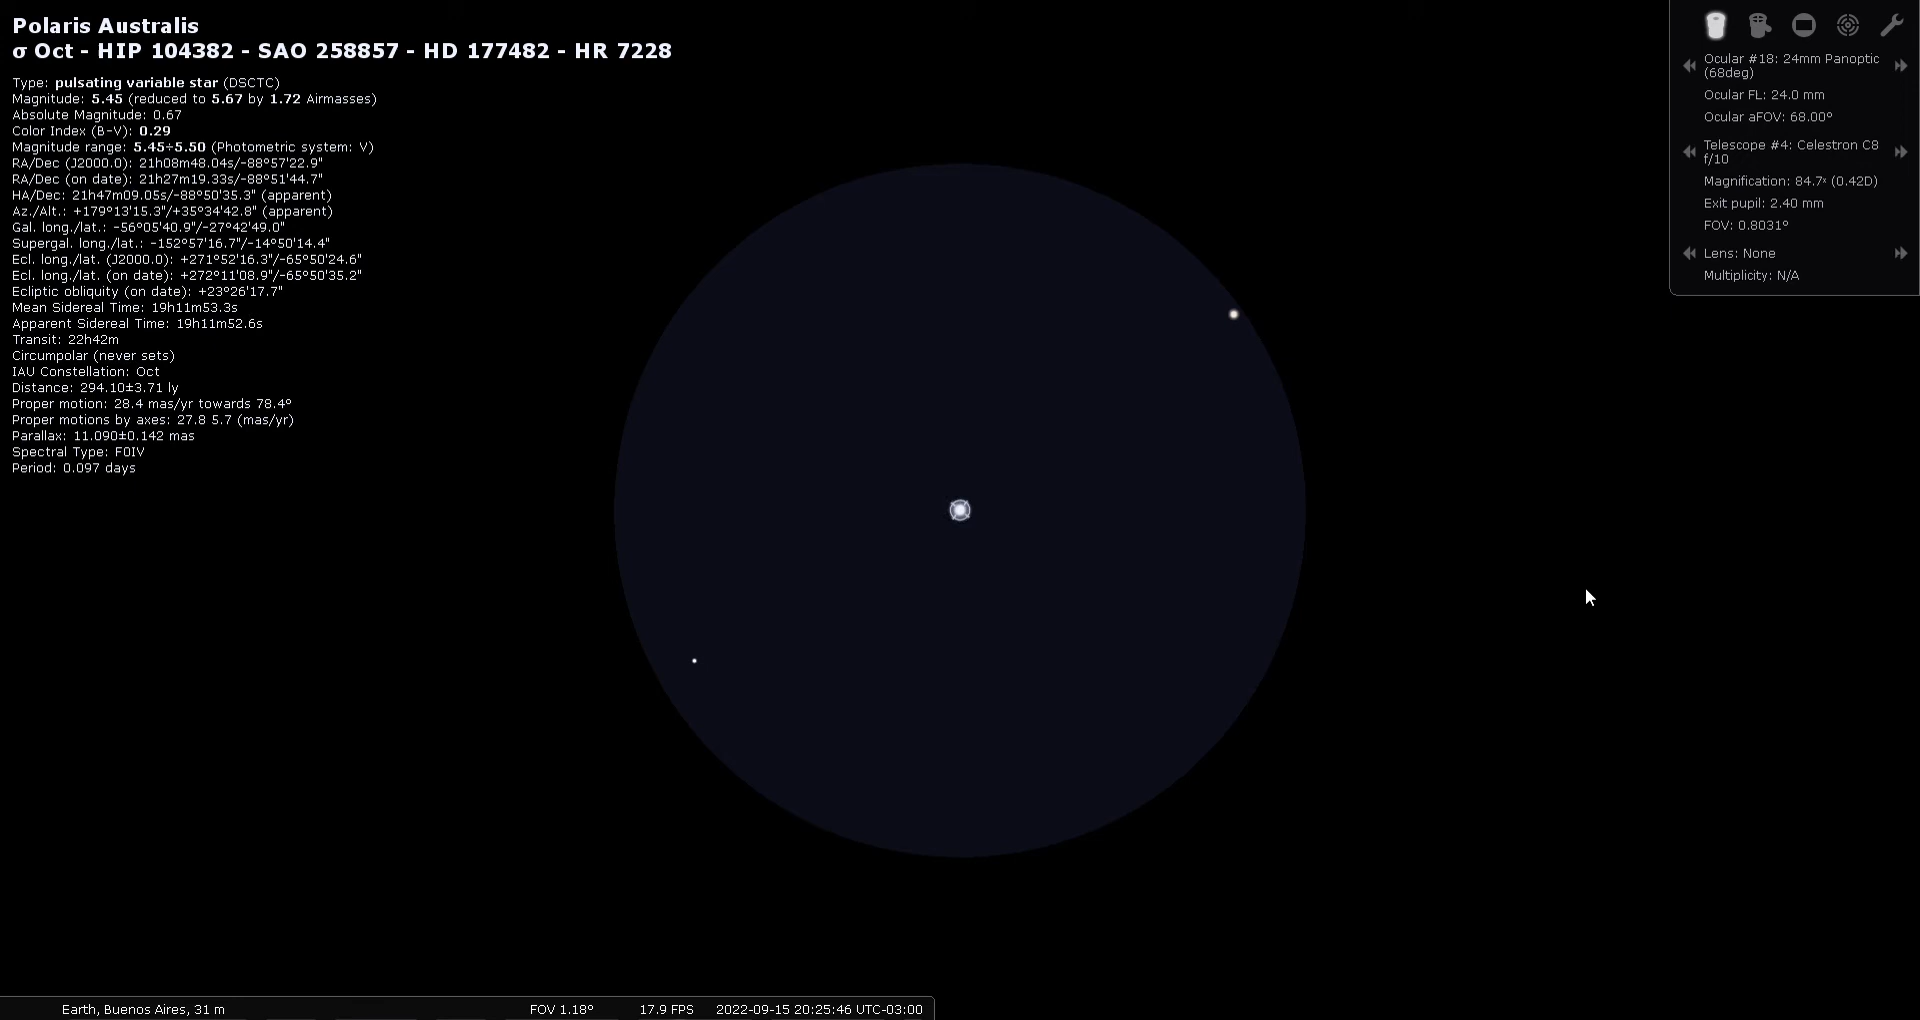 Polaris Australis
σ Oct - HIP 104382 - SAO 258857 - HD 177482 - HR 7228
Type: pulsating variable star (DSCTC)
Magnitude: 5.45 (reduced to 5.67 by 1.72 Airmasses)
Absolute Magnitude: 0.67
Color Index (B-V): 0.29
Magnitude range: 5.45÷5.50 (Photometric system: V)
RA/Dec (J2000.0): 21h08m48.04s/-88°57'22.9"
RA/Dec (on date): 21h27m19.33s/-88°51'44.7"
HA/Dec: 21h47m09.05s/-88°50'35.3" (apparent)
Az./Alt.: +179°13'15.3"/+35°34'42.8" (apparent)
Gal. long./lat.: -56°05'40.9"/-27°42'49.0"
Supergal. long./lat.: -152°57'16.7"/-14°50'14.4"
Ecl. long./lat. (J2000.0): +271°52'16.3"/-65°50'24.6"
Ecl. long./lat. (on date): +272°11'08.9"/-65°50'35.2"
Ecliptic obliquity (on date): +23°26'17.7"
Mean Sidereal Time: 19h11m53.3s
Apparent Sidereal Time: 19h11m52.6s
Transit: 22h42m
Circumpolar (never sets)
IAU Constellation: Oct
Distance: 294.10±3.71 ly
Proper motion: 28.4 mas/yr towards 78.4°
Proper motions by axes: 27.8 5.7 (mas/yr)
Parallax: 11.090±0.142 mas
Spectral Type: F0IV
Period: 0.097 days
Ocular #18: 24mm Panoptic
(68deg)
Ocular FL: 24.0 mm
Ocular aFOV: 68.00°
Telescope #4: Celestron C8
f/10
Magnification: 84.7ˣ (0.42D)
Exit pupil: 2.40 mm
FOV: 0.8031°
Lens: None
Multiplicity: N/A
Earth, Buenos Aires, 31 m FOV 1.18° 17.9 FPS 2022-09-15 20:25:46 UTC-03:00